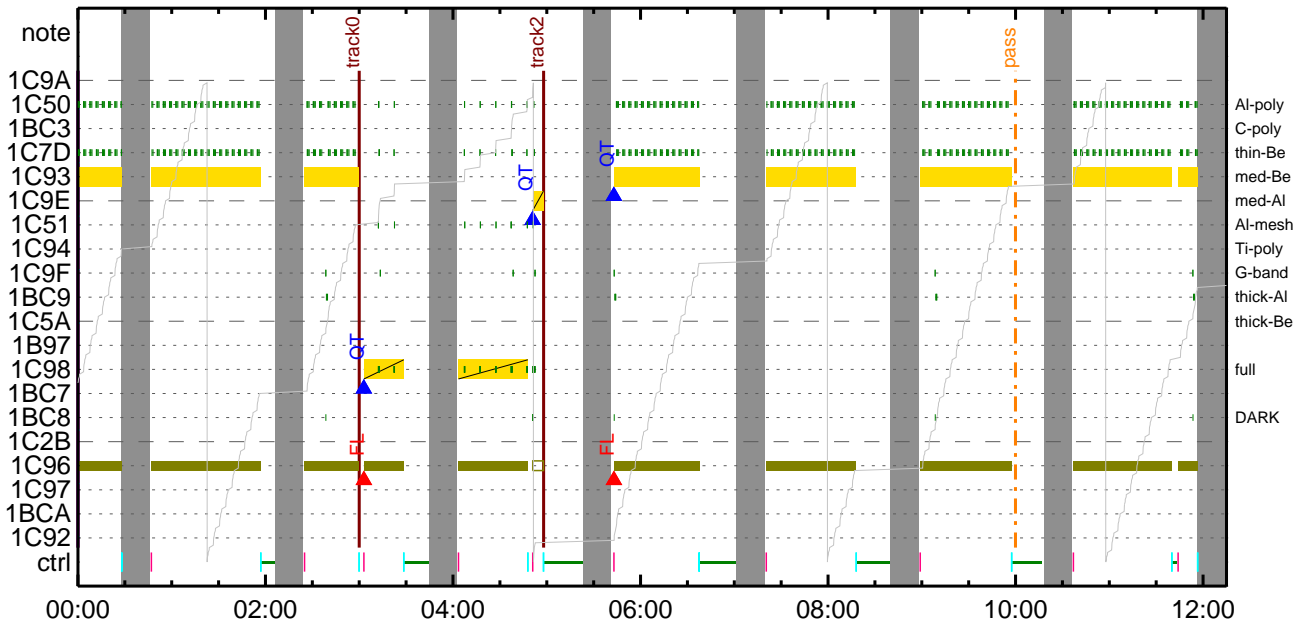 note
track0
track2
pass
1C9A
1C50 Al-poly
1BC3 C-poly
1C7D thin-Be
1C93 med-Be
1C9E med-Al
1C51 Al-mesh
1C94 Ti-poly
1C9F G-band
1BC9 thick-Al
1C5A thick-Be
1B97
1C98 full
1BC7
1BC8 DARK
1C2B
1C96
1C97
1BCA
1C92
ctrl
QT
QT
QT
FL
FL
00:00 02:00 04:00 06:00 08:00 10:00 12:00